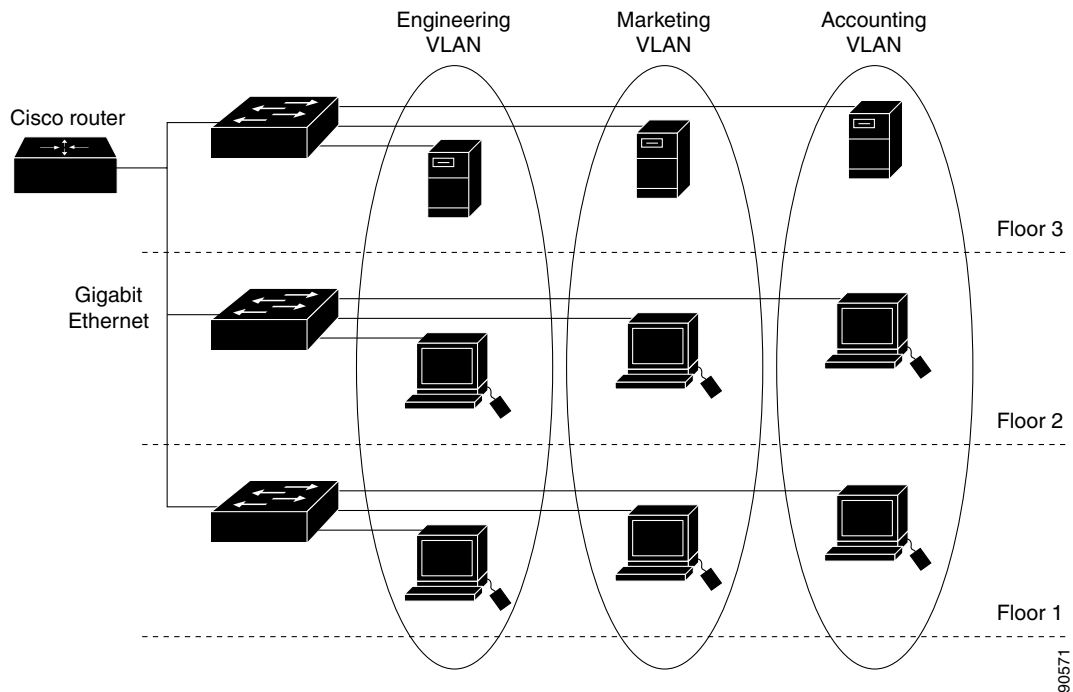 Engineering
VLAN
Marketing
VLAN
Accounting
VLAN
Cisco router
Floor 3
Gigabit
Ethernet
Floor 2
Floor 1
90571